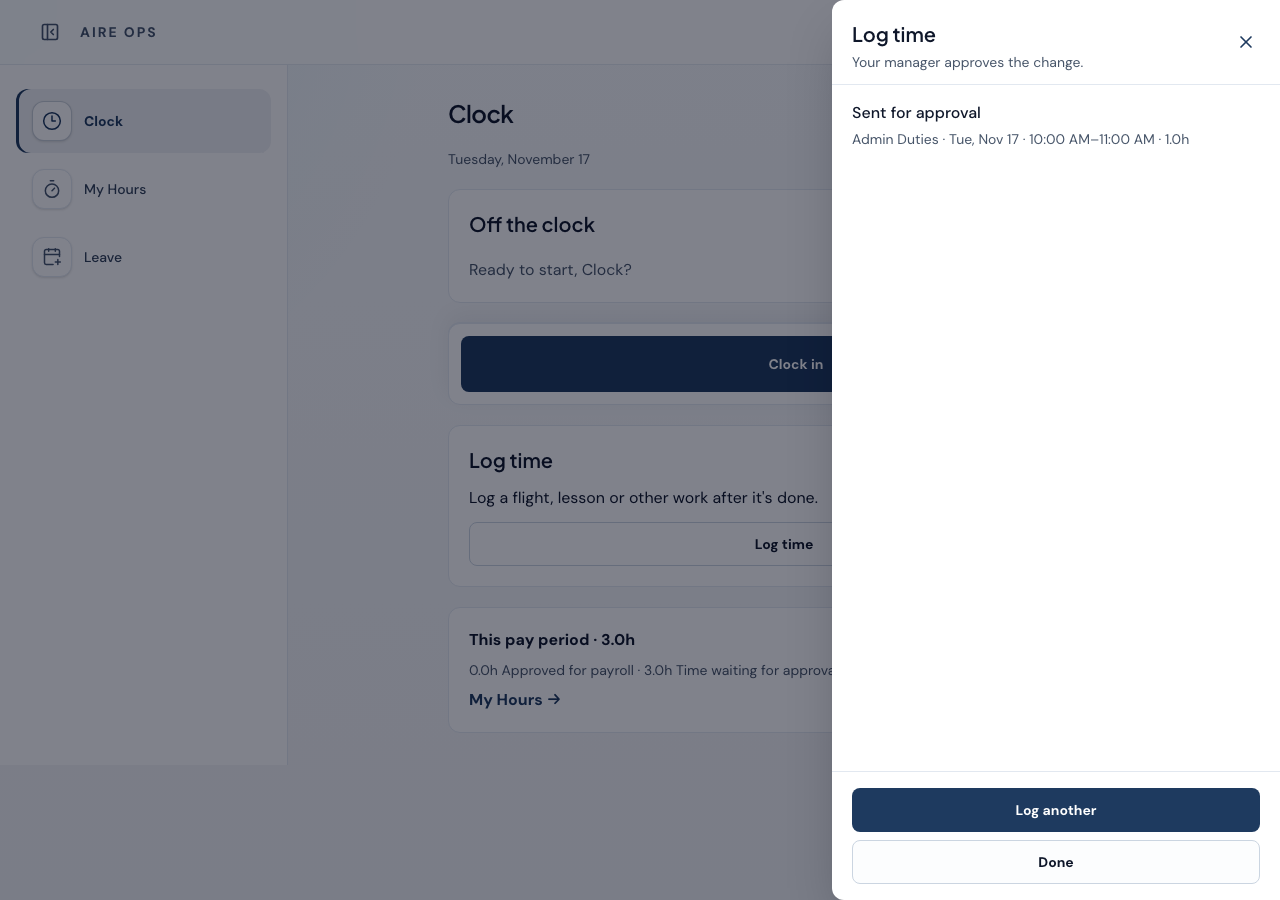 AIRE OPS
Clock
My Hours
Leave
Clock
Tuesday, November 17
Off the clock
Ready to start, Clock?
Clock in
Log time
Log a flight, lesson or other work after it's done.
Log time
This pay period · 3.0h
0.0h Approved for payroll · 3.0h Time waiting for approva
My Hours →
Log time
Your manager approves the change.
Sent for approval
Admin Duties · Tue, Nov 17 · 10:00 AM–11:00 AM · 1.0h
Log another
Done